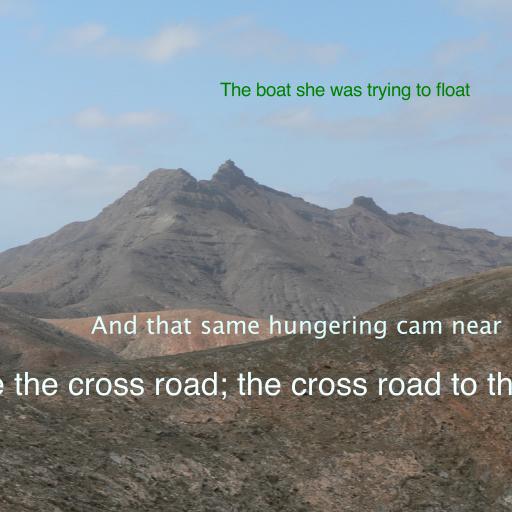 The boat she was trying to float
And that same hungering cam near
the cross road; the cross road to